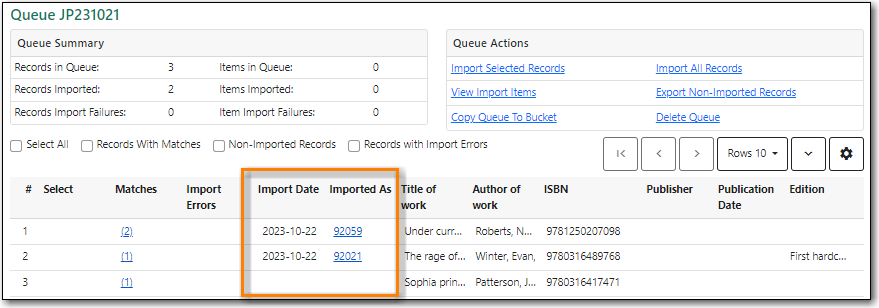 Queue JP231021
Queue Summary
Records in Queue: 3 Items in Queue: 0
Records Imported: 2 Items Imported: 0
Records Import Failures: 0 Item Import Failures: 0
Queue Actions
Import Selected Records Import All Records
View Import Items Export Non-Imported Records
Copy Queue To Bucket Delete Queue
Select All Records With Matches Non-Imported Records Records with Import Errors
Rows 10
# Select Matches Import Errors Import Date Imported As Title of work Author of work ISBN Publisher Publication Date Edition
1 (2) 2023-10-22 92059 Under curr... Roberts, N... 9781250207098
2 (1) 2023-10-22 92021 The rage of... Winter, Evan, 9780316489768 First hardc...
3 (1) Sophia prin... Patterson, J... 9780316417471